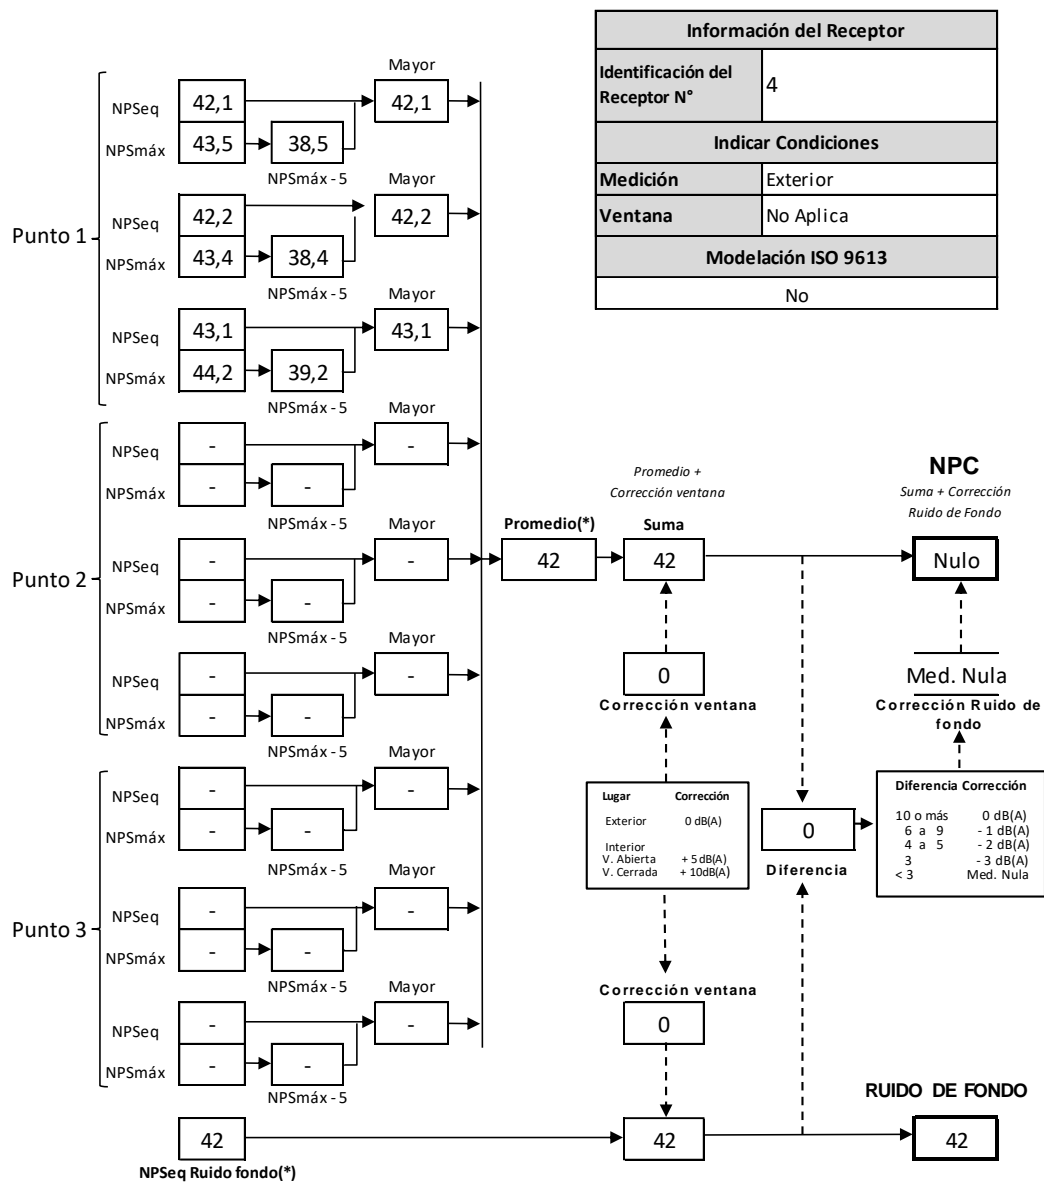 Información del Receptor
Identificación del Receptor N°
4
Indicar Condiciones
Medición
Exterior
Ventana
No Aplica
Modelación ISO 9613
No
Punto 1
Mayor
NPSeq
42,1
42,1
NPSmáx
43,5
38,5
NPSmáx - 5
Mayor
NPSeq
42,2
42,2
NPSmáx
43,4
38,4
NPSmáx - 5
Mayor
NPSeq
43,1
43,1
NPSmáx
44,2
39,2
NPSmáx - 5
Punto 2
Mayor
NPSeq
-
-
NPSmáx
-
-
NPSmáx - 5
Mayor
NPSeq
-
-
NPSmáx
-
-
NPSmáx - 5
Mayor
NPSeq
-
-
NPSmáx
-
-
NPSmáx - 5
Punto 3
Mayor
NPSeq
-
-
NPSmáx
-
-
NPSmáx - 5
Mayor
NPSeq
-
-
NPSmáx
-
-
NPSmáx - 5
Mayor
NPSeq
-
-
NPSmáx
-
-
NPSmáx - 5
Promedio(*)
42
Promedio +
Corrección ventana
Suma
42
0
Corrección ventana
Lugar Corrección
Exterior 0 dB(A)
Interior
V. Abierta + 5 dB(A)
V. Cerrada + 10dB(A)
Corrección ventana
0
NPC
Suma + Corrección
Ruido de Fondo
Nulo
Med. Nula
Corrección Ruido de
fondo
0
Diferencia
Diferencia Corrección
10 o más 0 dB(A)
6 a 9 - 1 dB(A)
4 a 5 - 2 dB(A)
3 - 3 dB(A)
< 3 Med. Nula
RUIDO DE FONDO
42
42
42
NPSeq Ruido fondo(*)